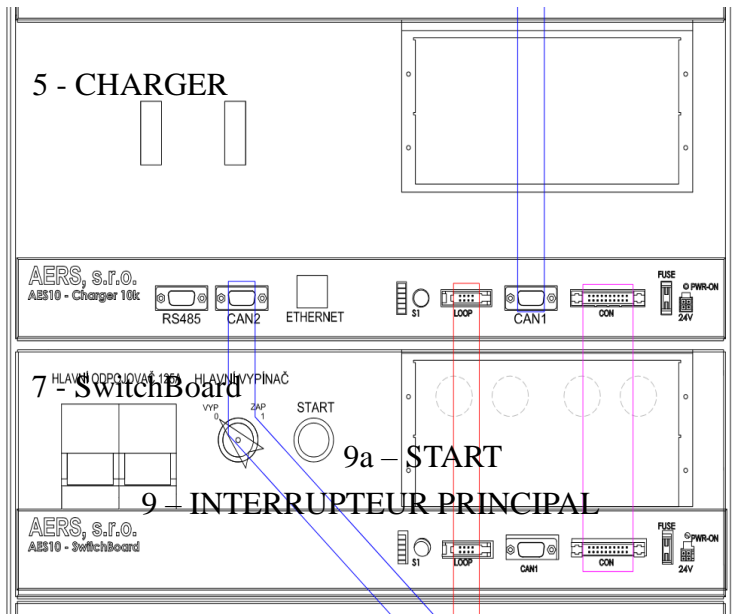 5 - CHARGER
AERS, s.r.o.
AES10 - Charger 10k
RS485
CAN2
ETHERNET
S1
LOOP
CAN1
CON
FUSE
PWR-ON
24V
HLAVNÍ ODPOJOVAČ 125A
HLAVNÍ VYPÍNAČ
7 - SwitchBoard
VYP
0
ZAP
1
START
9a – START
9 – INTERRUPTEUR PRINCIPAL
AERS, s.r.o.
AES10 - SwitchBoard
S1
LOOP
CAN1
CON
FUSE
PWR-ON
24V